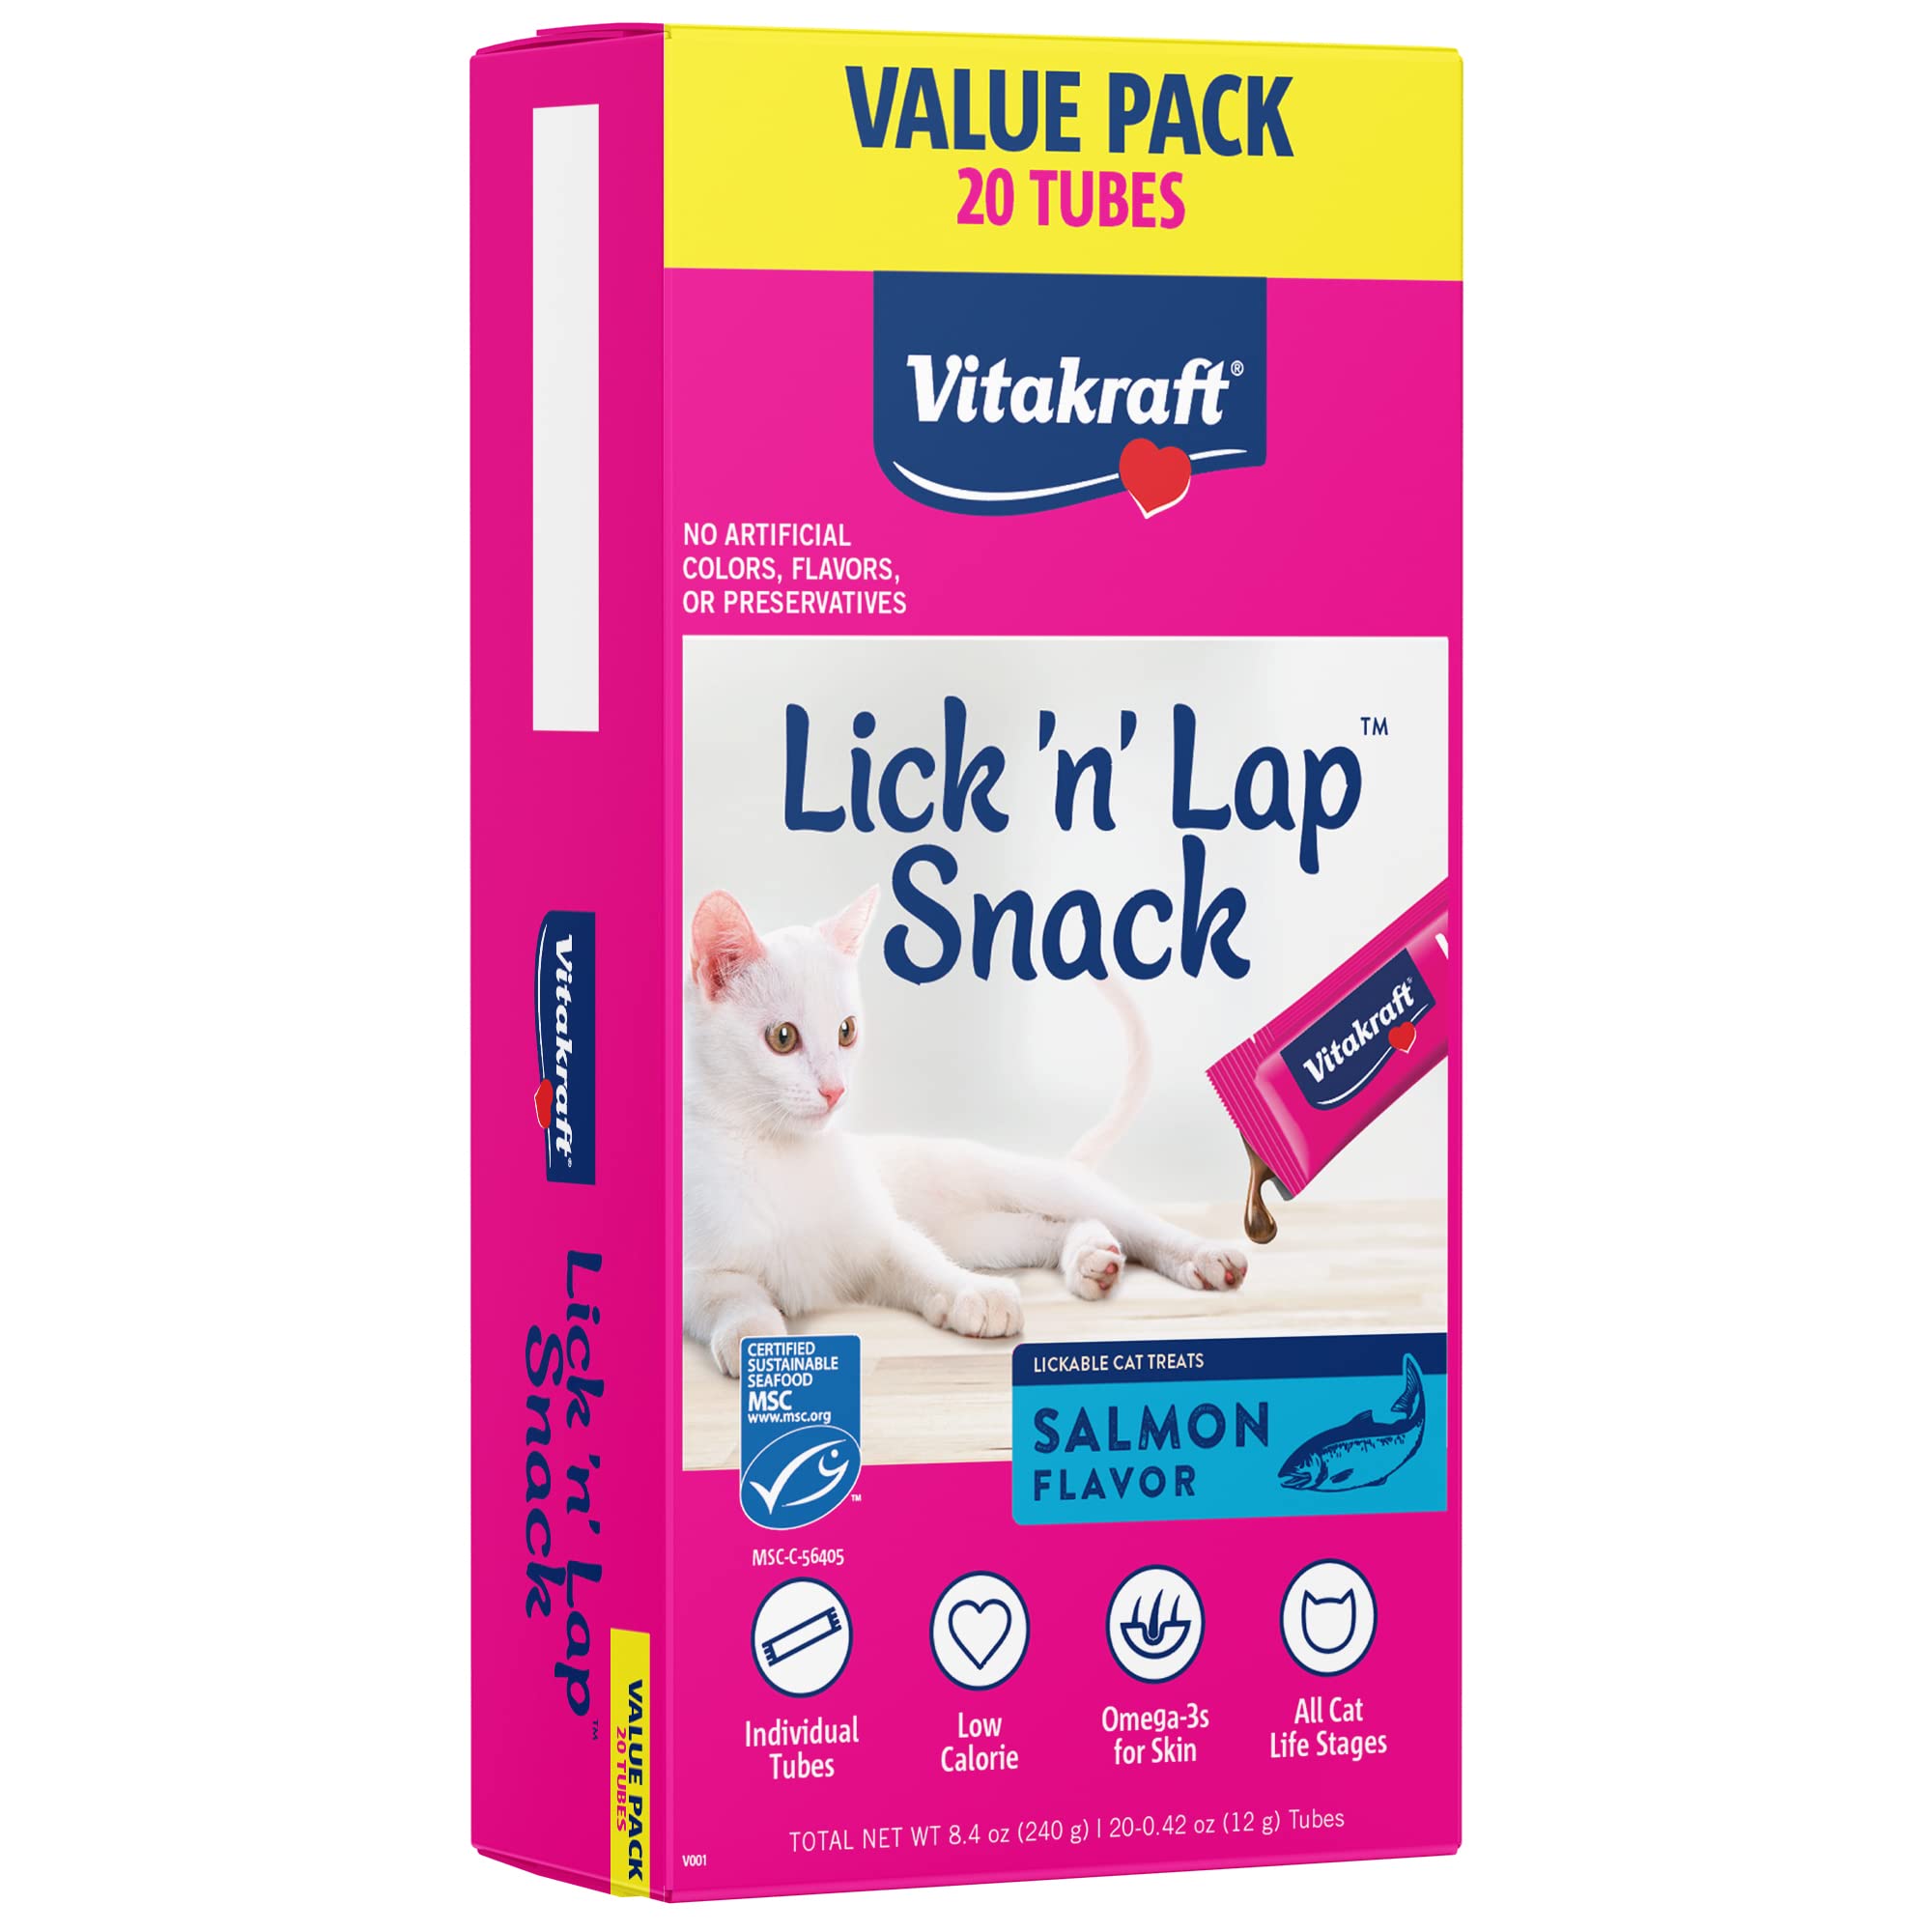 VALUE PACK
20 TUBES
Vitakraft®
NO ARTIFICIAL
COLORS, FLAVORS,
OR PRESERVATIVES
Lick 'n' Lap™
Snack
Vitakraft
CERTIFIED
SUSTAINABLE
SEAFOOD
MSC
www.msc.org
™
MSC-C-56405
LICKABLE CAT TREATS
SALMON
FLAVOR
Individual
Tubes
Low
Calorie
Omega-3s
for Skin
All Cat
Life Stages
TOTAL NET WT 8.4 oz (240 g) | 20-0.42 oz (12 g) Tubes
V001
Vitakraft®
Lick 'n' Lap™
Snack
VALUE PACK
20 TUBES